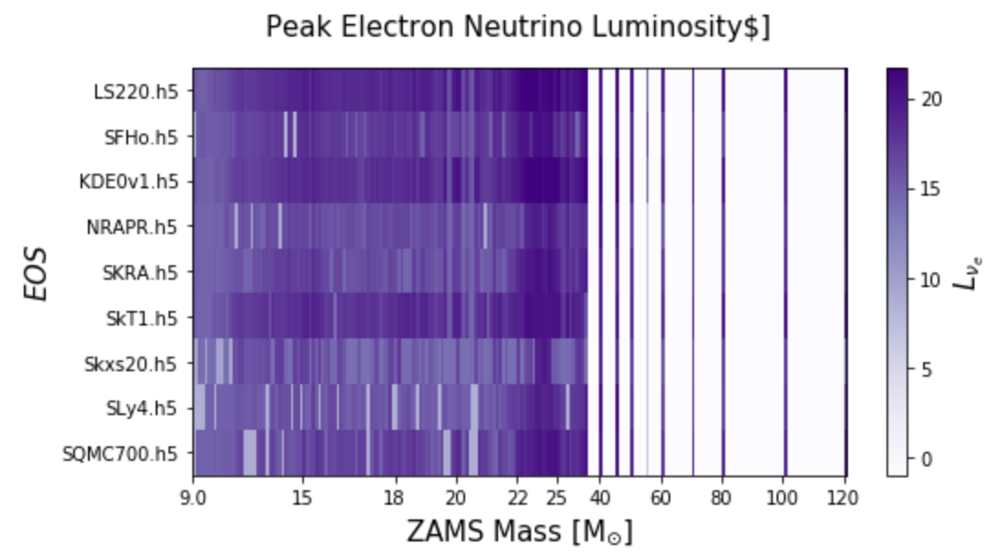 Peak Electron Neutrino Luminosity$]
LS220.h5
SFHo.h5
KDE0v1.h5
NRAPR.h5
SKRA.h5
SkT1.h5
Skxs20.h5
SLy4.h5
SQMC700.h5
EOS
9.0 15 18 20 22 25 40 60 80 100 120
ZAMS Mass [M⊙]
20
15
10
5
0
Lνₑ